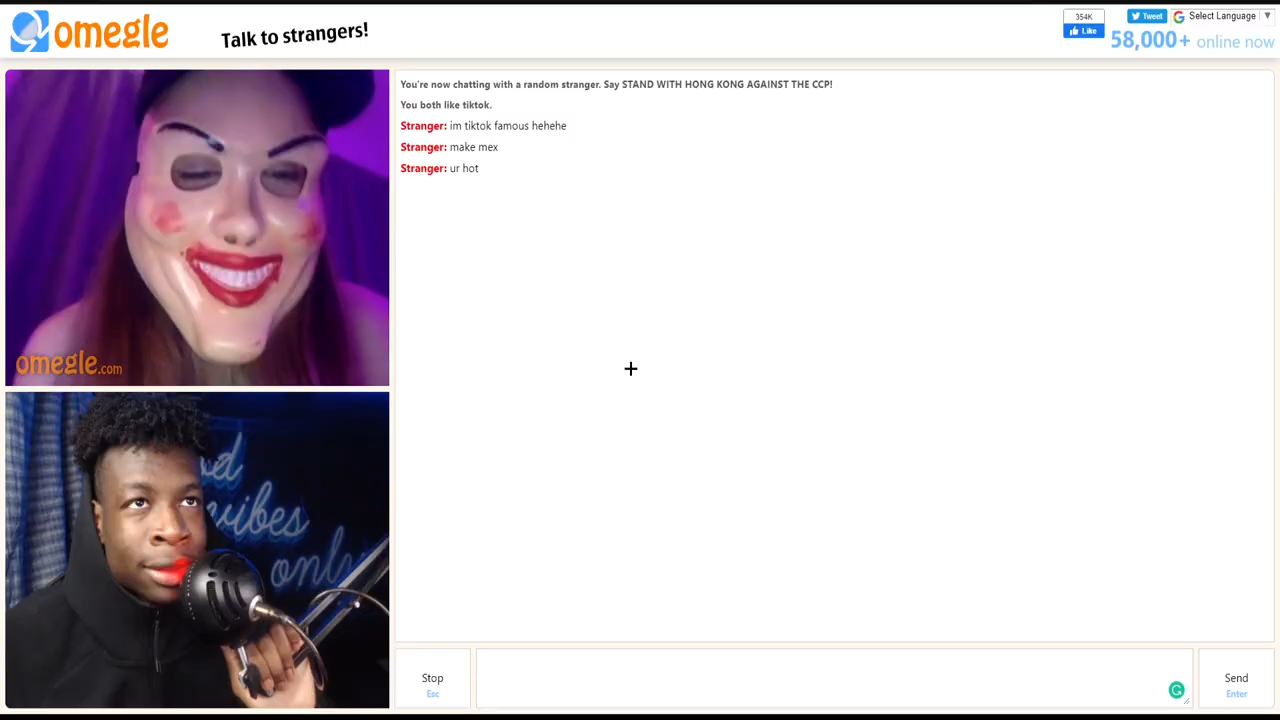 omegle
Talk to strangers!
354K
Like
Tweet
Select Language
58,000+ online now
You're now chatting with a random stranger. Say STAND WITH HONG KONG AGAINST THE CCP!
You both like tiktok.
Stranger: im tiktok famous hehehe
Stranger: make mex
Stranger: ur hot
omegle.com
vibes
only
Stop
Esc
Send
Enter